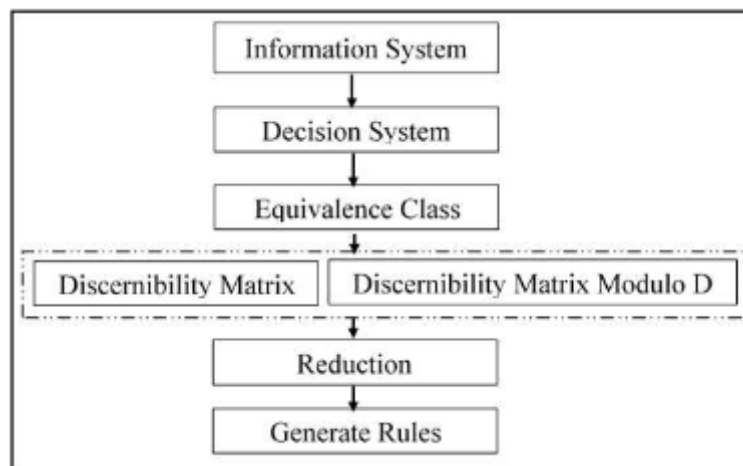 Information System
Decision System
Equivalence Class
Discernibility Matrix
Discernibility Matrix Modulo D
Reduction
Generate Rules